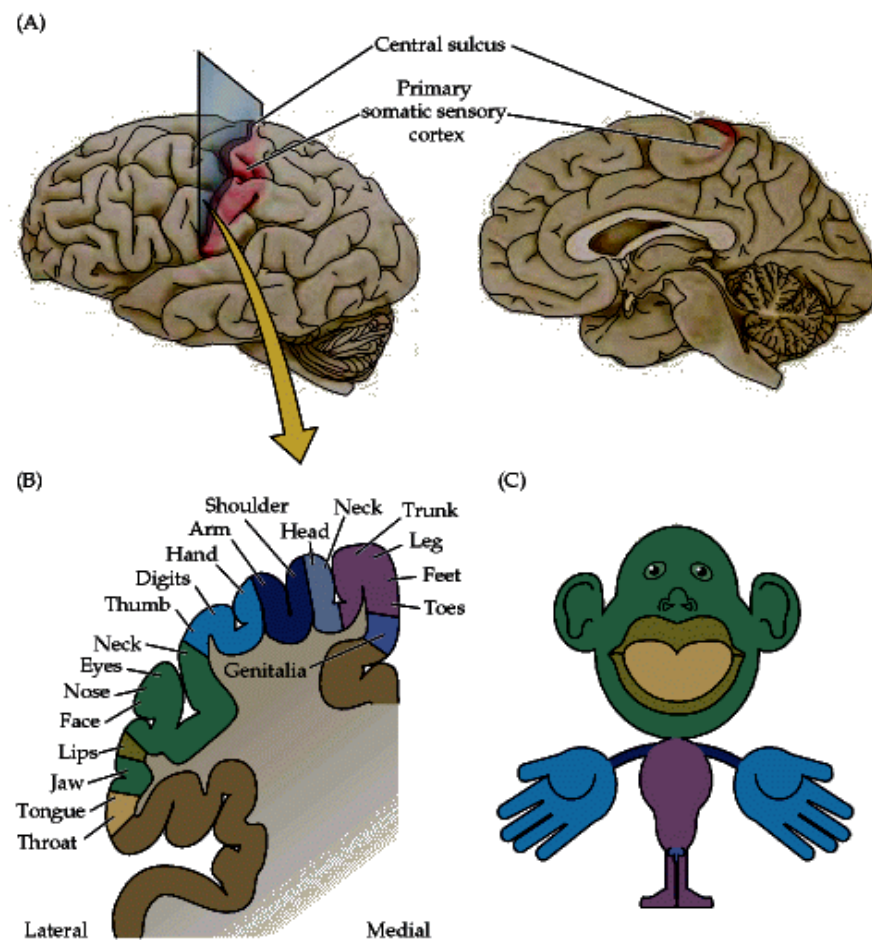 (A)
Central sulcus
Primary
somatic sensory
cortex
(B)
(C)
Shoulder
Neck
Trunk
Arm
Head
Leg
Hand
Feet
Digits
Toes
Thumb
Neck
Genitalia
Eyes
Nose
Face
Lips
Jaw
Tongue
Throat
Lateral
Medial